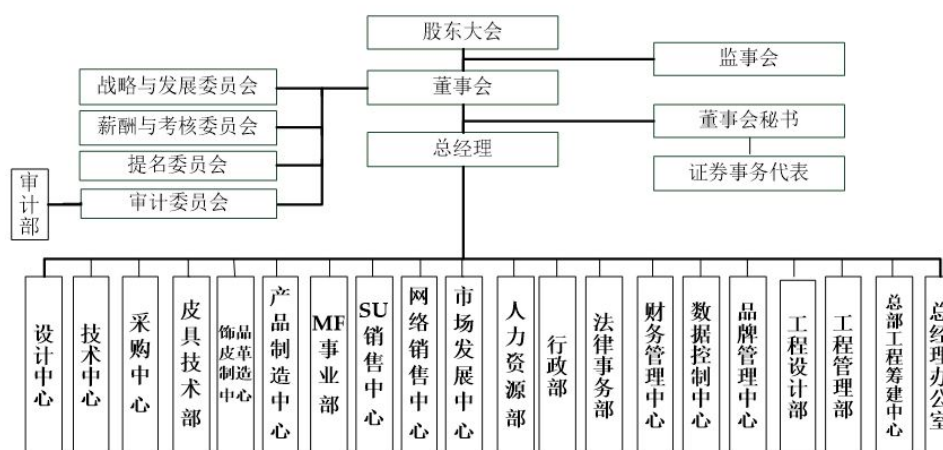 股东大会
监事会
董事会
战略与发展委员会
薪酬与考核委员会
董事会秘书
总经理
提名委员会
证券事务代表
审计委员会
审计部
设计中心
技术中心
采购中心
皮具技术部
饰品皮革制造中心
产品制造中心
MF事业部
SU销售中心
网络销售中心
市场发展中心
人力资源部
行政部
法律事务部
财务管理中心
数据控制中心
品牌管理中心
工程设计部
工程管理部
总部工程筹建中心
总经理办公室